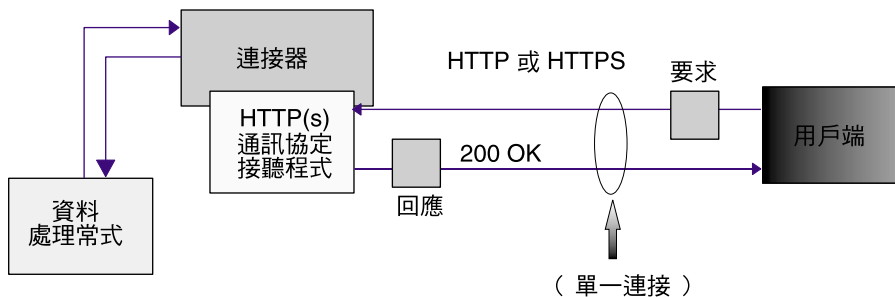 連接器
HTTP 或 HTTPS
要求
HTTP(s)
通訊協定
接聽程式
200 OK
用戶端
回應
資料
處理常式
( 單一連接 )